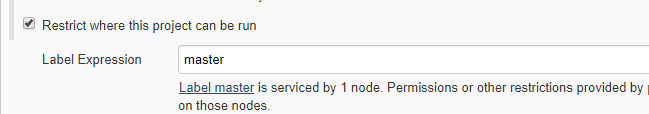 Restrict where this project can be run
Label Expression
master
Label master is serviced by 1 node. Permissions or other restrictions provided by
on those nodes.